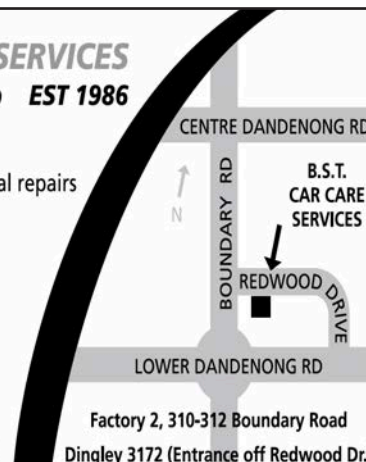 SERVICES
EST 1986
CENTRE DANDENONG RD
al repairs
B.S.T.
CAR CARE
SERVICES
N
BOUNDARY RD
REDWOOD DRIVE
LOWER DANDENONG RD
Factory 2, 310-312 Boundary Road
Dingley 3172 (Entrance off Redwood Dr.